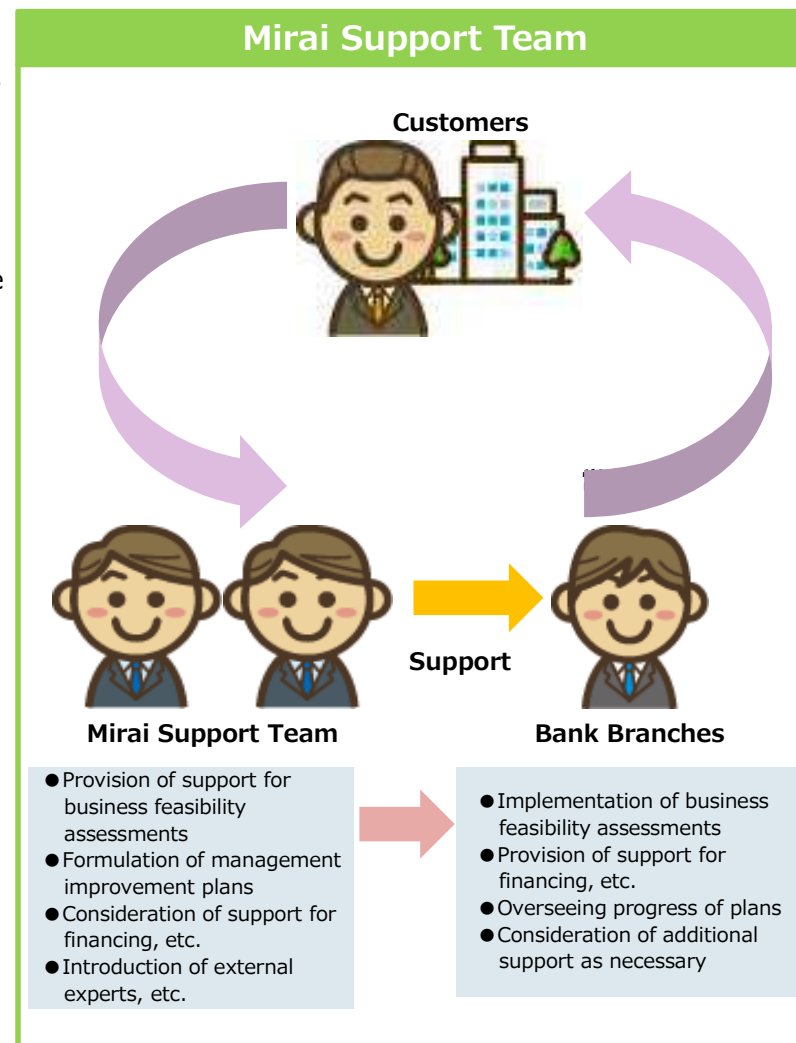 Mirai Support Team
Customers
Support
Mirai Support Team
Bank Branches
●Provision of support for
business feasibility
assessments
●Formulation of management
improvement plans
●Consideration of support for
financing, etc.
●Introduction of external
experts, etc.
●Implementation of business
feasibility assessments
●Provision of support for
financing, etc.
●Overseeing progress of plans
●Consideration of additional
support as necessary